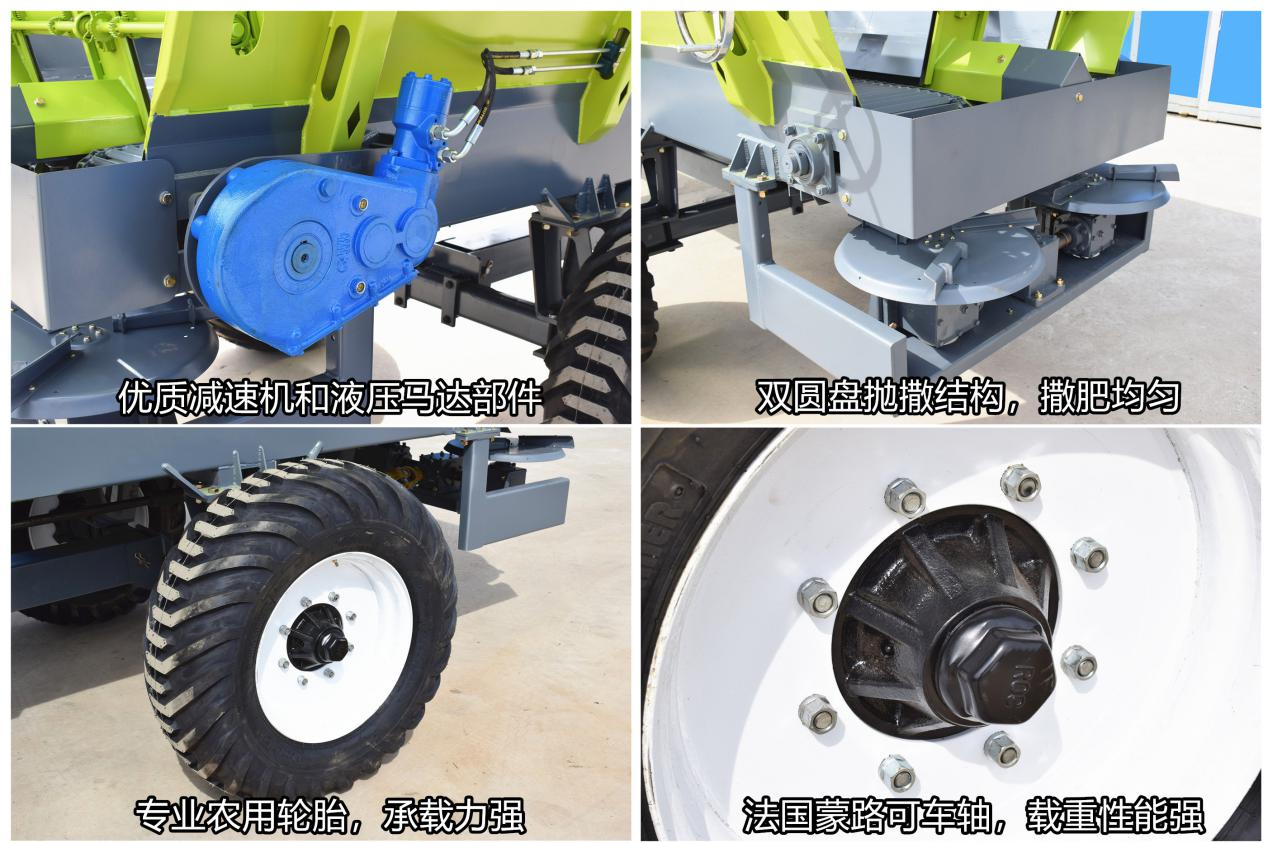 优质减速机和液压马达部件
双圆盘抛撒结构，撒肥均匀
专业农用轮胎，承载力强
法国蒙路可车轴，载重性能强